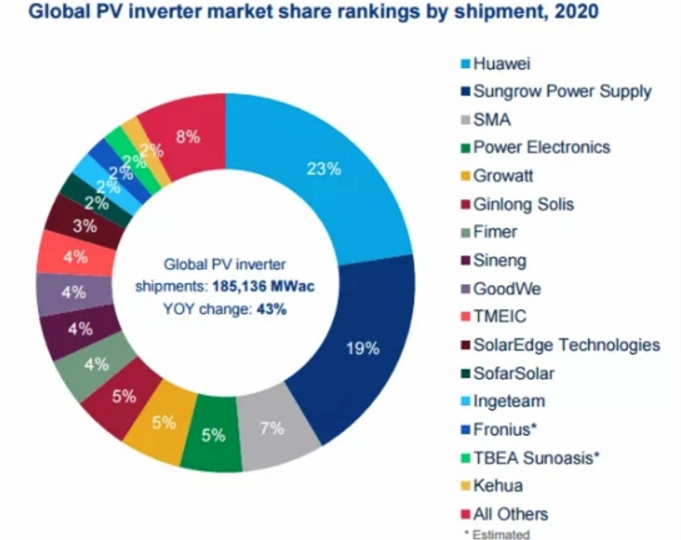 Global PV inverter market share rankings by shipment, 2020
Huawei
Sungrow Power Supply
SMA
Power Electronics
Growatt
Ginlong Solis
Fimer
Sineng
GoodWe
TMEIC
SolarEdge Technologies
SofarSolar
Ingeteam
Fronius*
TBEA Sunoasis*
Kehua
All Others
* Estimated
23%
19%
7%
5%
5%
5%
4%
4%
4%
4%
3%
2%
2%
2%
2%
2%
8%
Global PV inverter
shipments: 185,136 MWac
YOY change: 43%